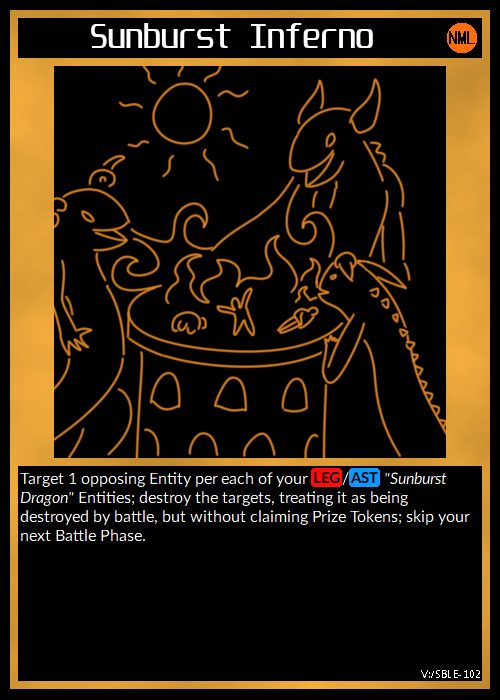 Sunburst Inferno
NML
Target 1 opposing Entity per each of your LEG/AST "Sunburst
Dragon" Entities; destroy the targets, treating it as being
destroyed by battle, but without claiming Prize Tokens; skip your
next Battle Phase.
V:/SBLE-102